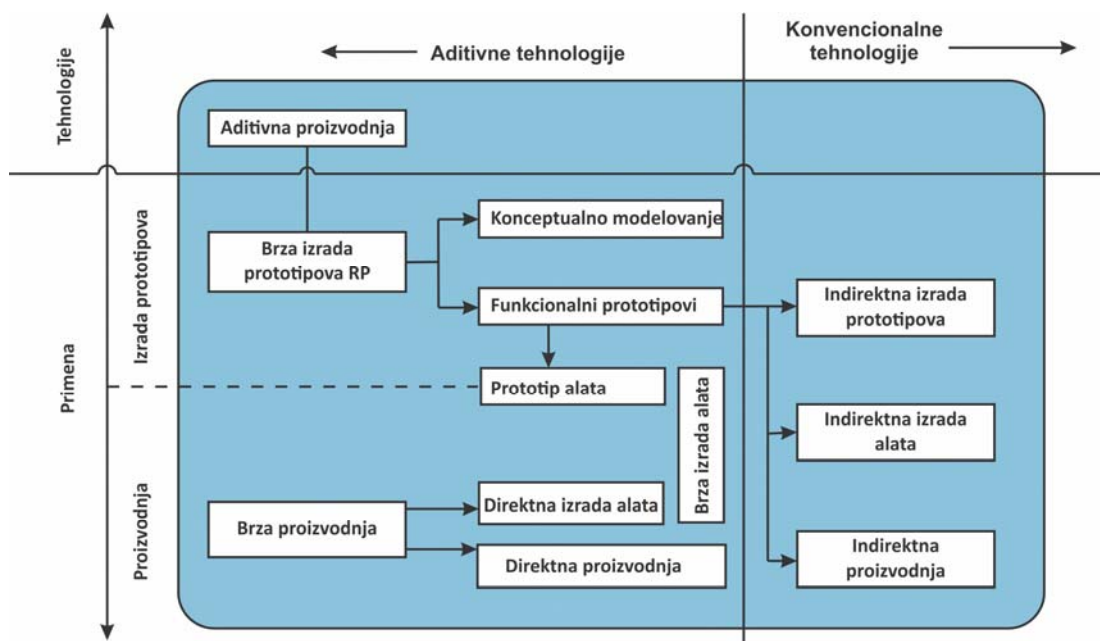 Tehnologije
Aditivne tehnologije
Konvencionalne
tehnologije
Aditivna proizvodnja
Primena
Izrada prototipova
Brza izrada
prototipova RP
Konceptualno modelovanje
Funkcionalni prototipovi
Indirektna izrada
prototipova
Prototip alata
Brza izrada alata
Indirektna izrada
alata
Proizvodnja
Brza proizvodnja
Direktna izrada alata
Direktna proizvodnja
Indirektna
proizvodnja